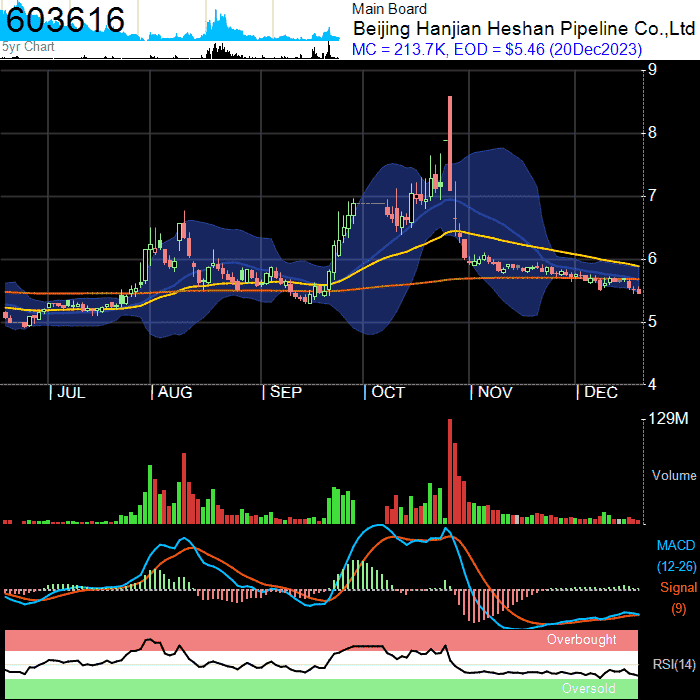 603616
Main Board
Beijing Hanjian Heshan Pipeline Co.,Ltd
5yr Chart
MC = 213.7K, EOD = $5.46 (20Dec2023)
9
8
7
6
5
4
| JUL | AUG | SEP | OCT | NOV | DEC
129M
Volume
MACD
(12-26)
Signal
(9)
Overbought
RSI(14)
Oversold